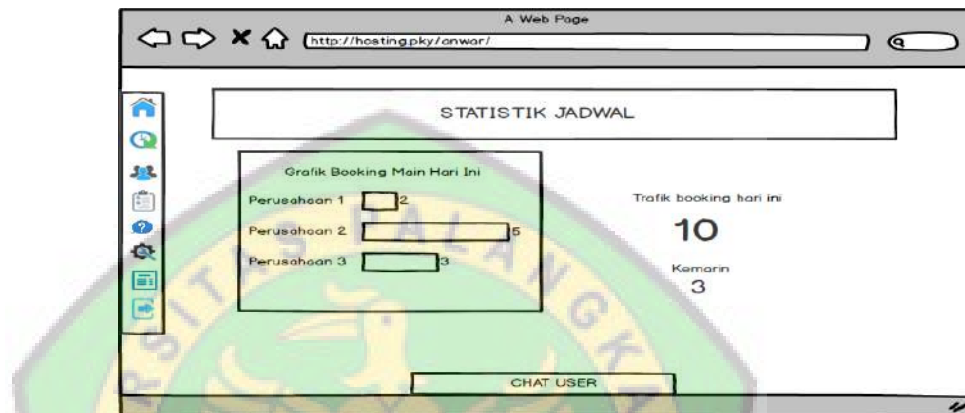 A Web Page
http://hosting.pky/anwar/
STATISTIK JADWAL
Grafik Booking Main Hari Ini
Perusahaan 1 2
Perusahaan 2 5
Perusahaan 3 3
Trafik booking hari ini
10
Kemarin
3
CHAT USER